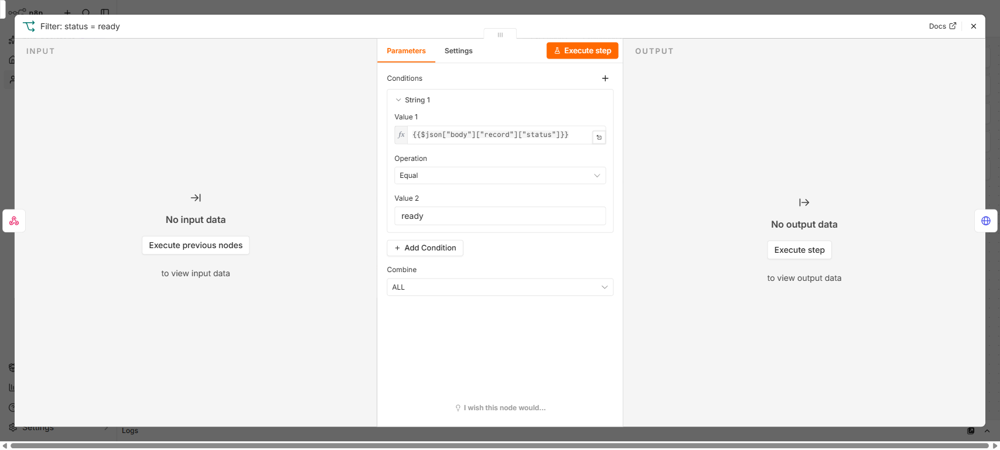 n8n
Filter: status = ready
Docs
INPUT
Parameters
Settings
Execute step
OUTPUT
Conditions
String 1
Value 1
fx
{{$json["body"]["record"]["status"]}}
Operation
Equal
Value 2
ready
No input data
Execute previous nodes
to view input data
No output data
Execute step
to view output data
Add Condition
Combine
ALL
I wish this node would...
Settings
Logs